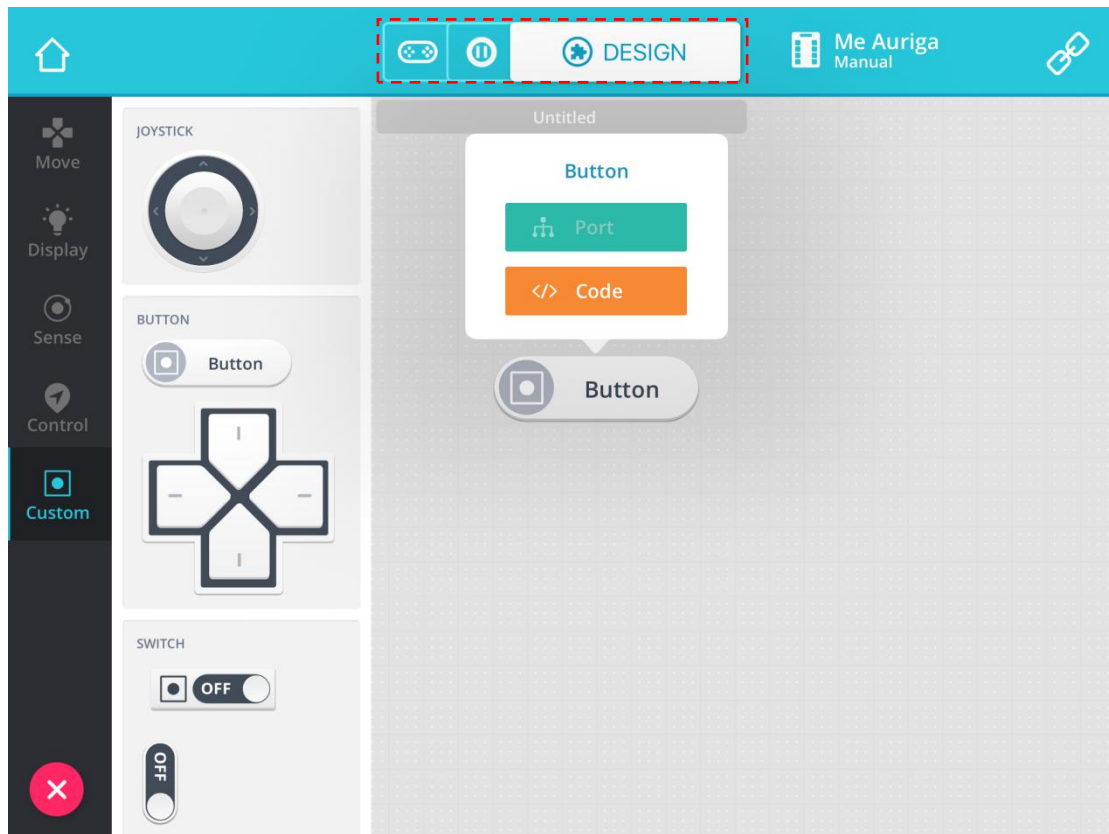 DESIGN
Me Auriga
Manual
Move
Display
Sense
Control
Custom
JOYSTICK
BUTTON
Button
SWITCH
OFF
OFF
Untitled
Button
Port
</> Code
Button